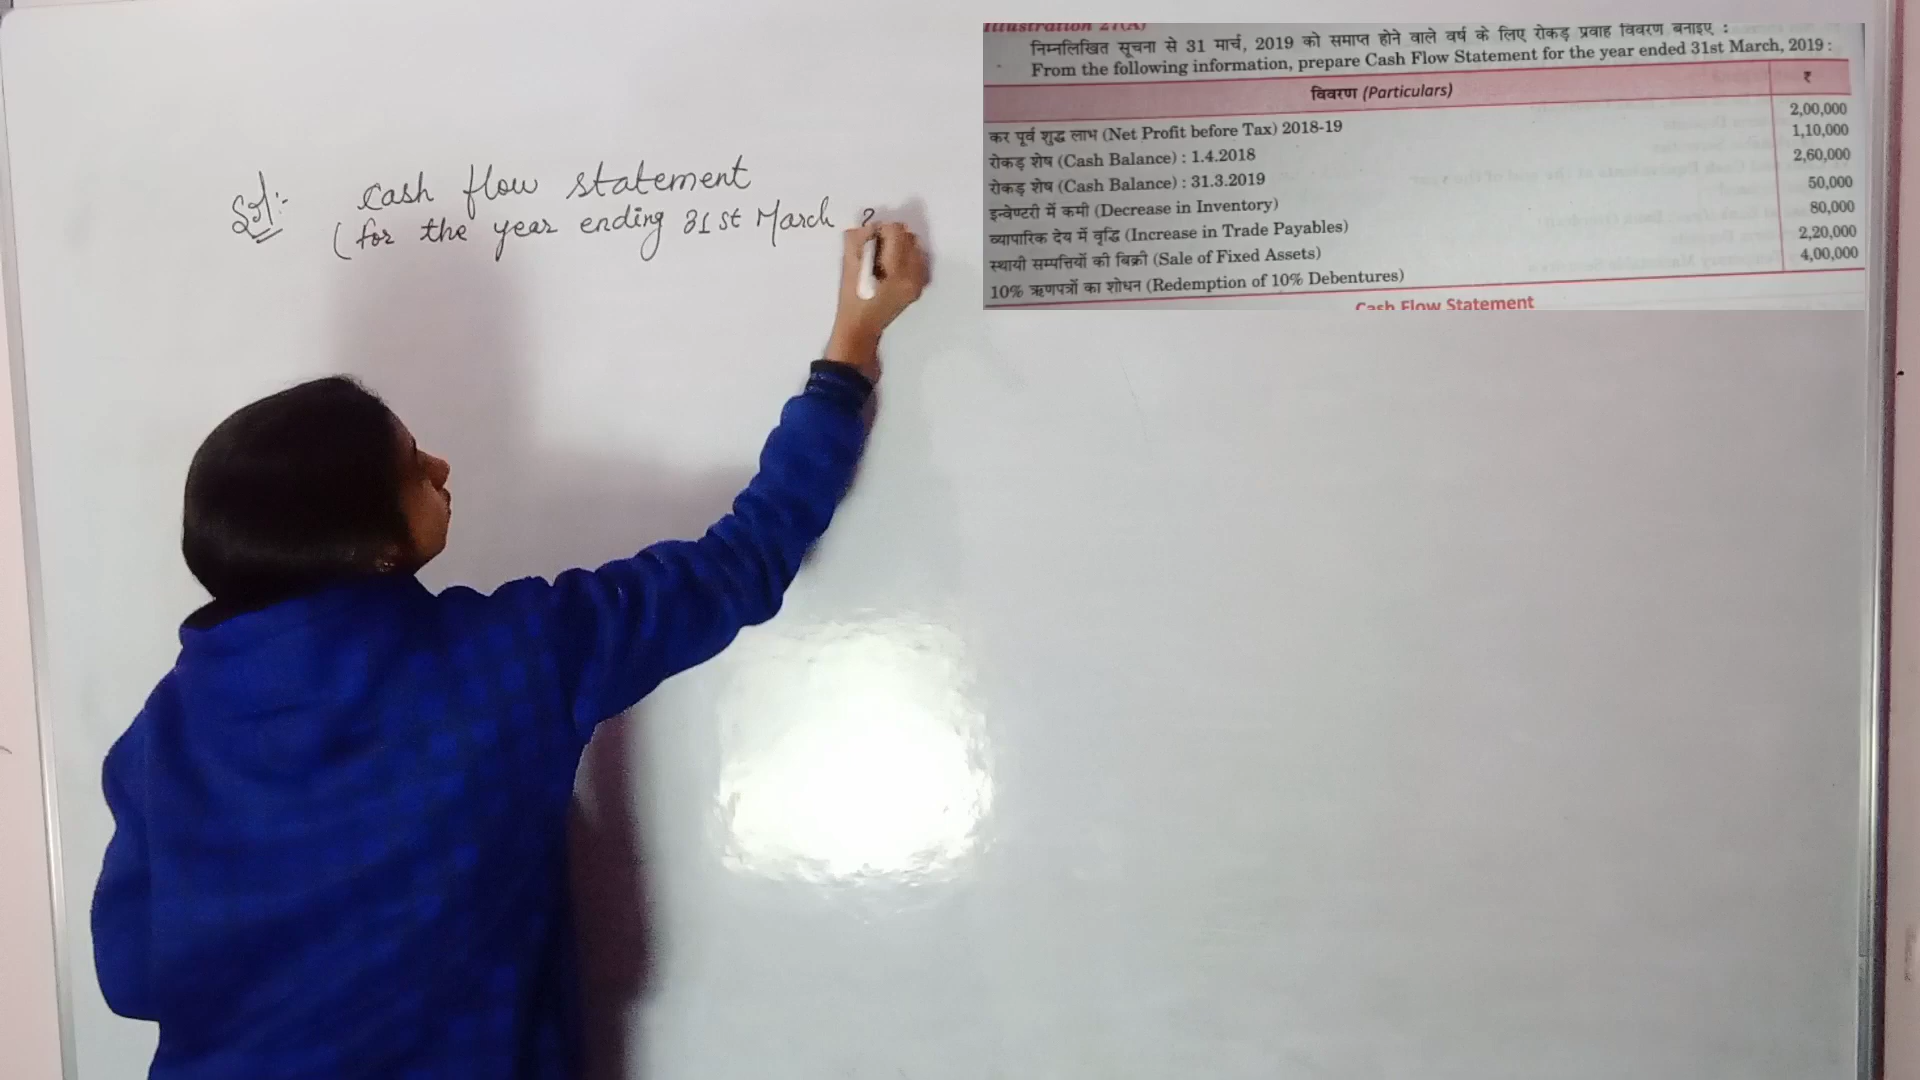 Sol:-
Cash flow statement
(for the year ending 31st March 2
Illustration 27(A)
निम्नलिखित सूचना से 31 मार्च, 2019 को समाप्त होने वाले वर्ष के लिए रोकड़ प्रवाह विवरण बनाइए :
From the following information, prepare Cash Flow Statement for the year ended 31st March, 2019 :
विवरण (Particulars) ₹
कर पूर्व शुद्ध लाभ (Net Profit before Tax) 2018-19 2,00,000
रोकड़ शेष (Cash Balance) : 1.4.2018 1,10,000
रोकड़ शेष (Cash Balance) : 31.3.2019 2,60,000
इन्वेण्टरी में कमी (Decrease in Inventory) 50,000
व्यापारिक देय में वृद्धि (Increase in Trade Payables) 80,000
स्थायी सम्पत्तियों की बिक्री (Sale of Fixed Assets) 2,20,000
10% ऋणपत्रों का शोधन (Redemption of 10% Debentures) 4,00,000
Cash Flow Statement